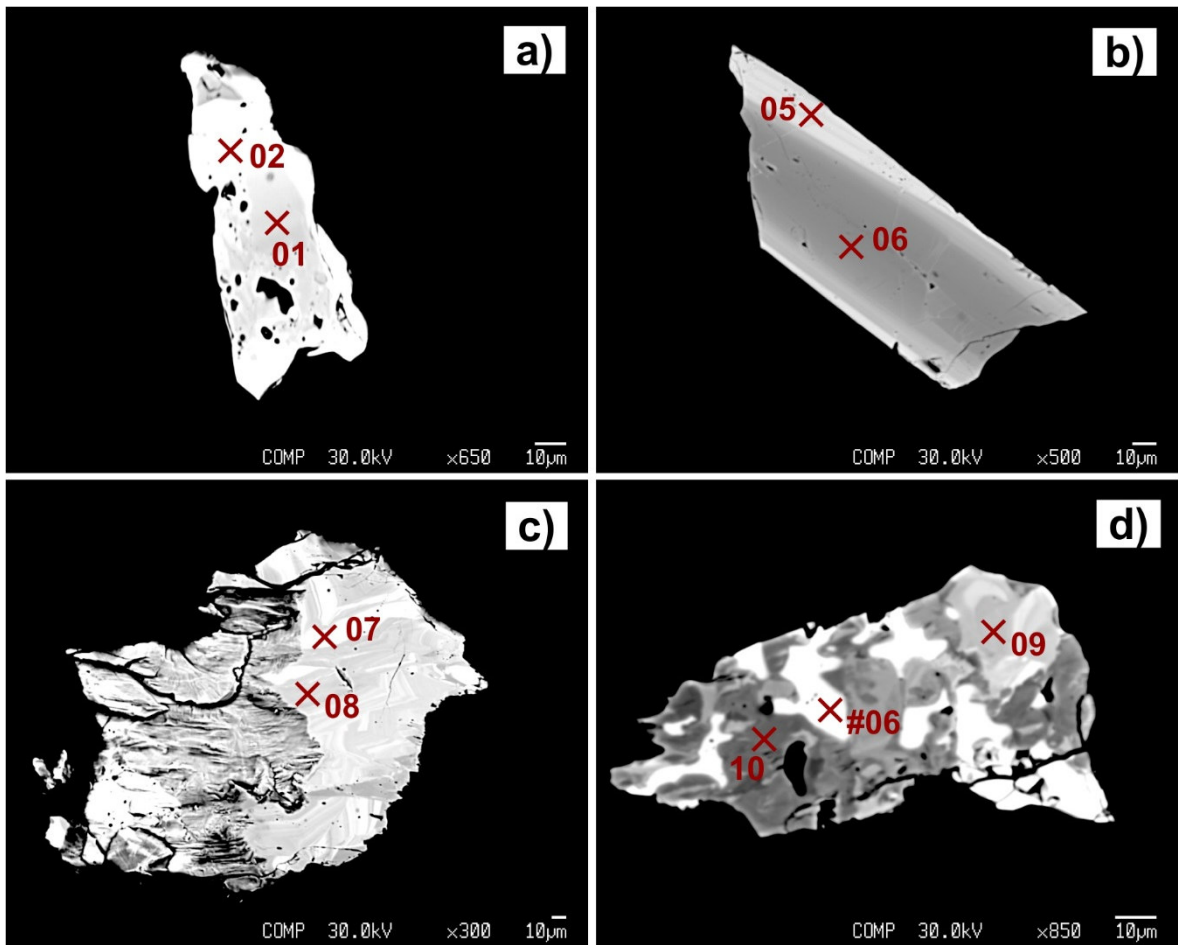 a)
02
01
COMP 30.0kV ×650 10μm
b)
05
06
COMP 30.0kV ×500 10μm
c)
07
08
COMP 30.0kV ×300 10μm
d)
09
#06
10
COMP 30.0kV ×850 10μm